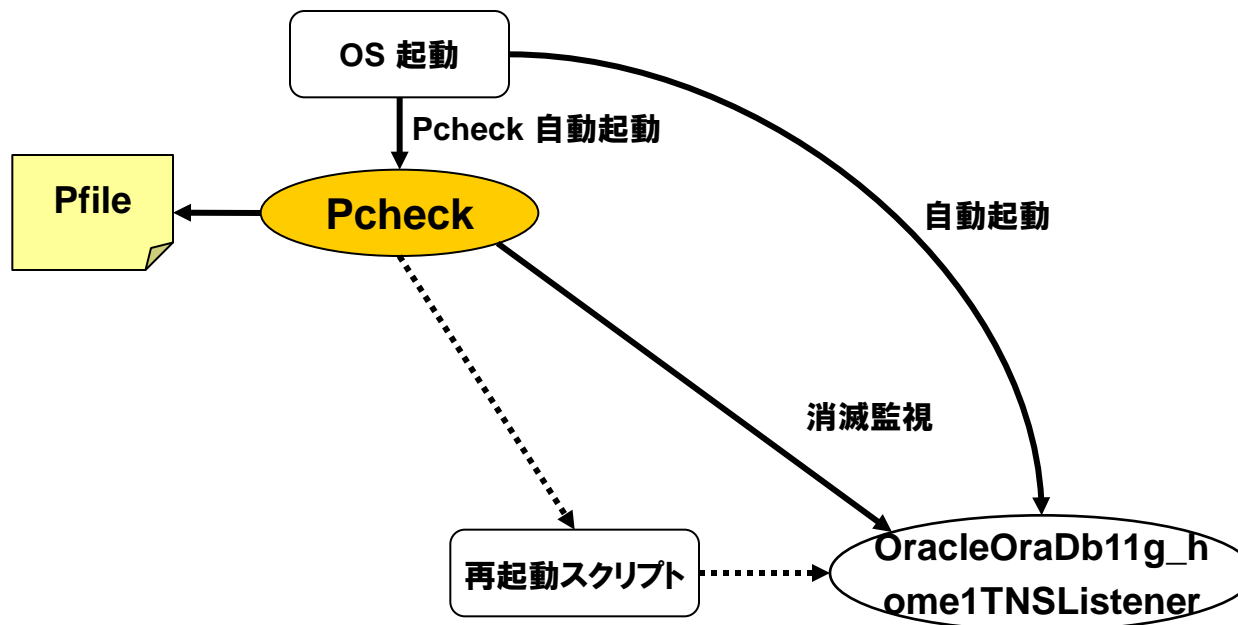 OS 起動
Pcheck 自動起動
Pfile
Pcheck
自動起動
消滅監視
再起動スクリプト
OracleOraDb11g_h
ome1TNSListener